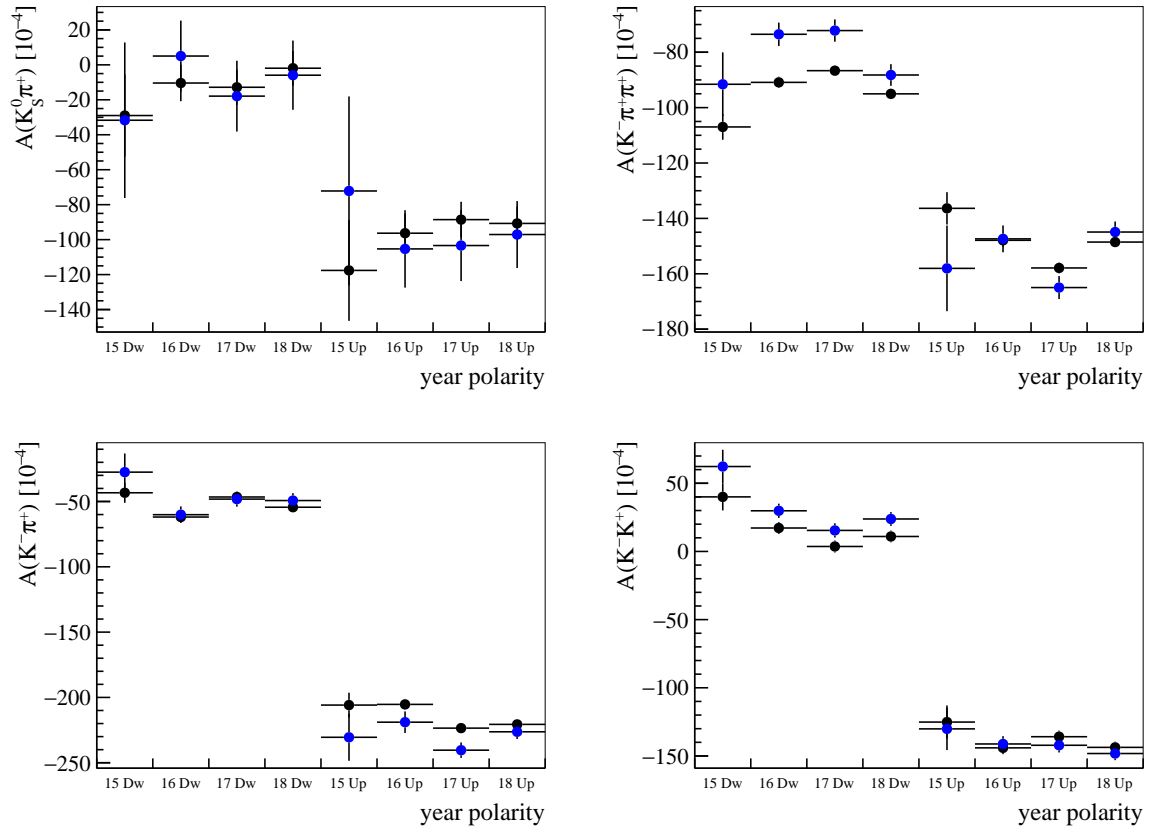 A(K⁰_Sπ⁺) [10⁻⁴]
20
0
−20
−40
−60
−80
−100
−120
−140
15 Dw 16 Dw 17 Dw 18 Dw 15 Up 16 Up 17 Up 18 Up
year polarity
A(K⁻π⁺π⁺) [10⁻⁴]
−80
−100
−120
−140
−160
−180
15 Dw 16 Dw 17 Dw 18 Dw 15 Up 16 Up 17 Up 18 Up
year polarity
A(K⁻π⁺) [10⁻⁴]
−50
−100
−150
−200
−250
15 Dw 16 Dw 17 Dw 18 Dw 15 Up 16 Up 17 Up 18 Up
year polarity
A(K⁻K⁺) [10⁻⁴]
50
0
−50
−100
−150
15 Dw 16 Dw 17 Dw 18 Dw 15 Up 16 Up 17 Up 18 Up
year polarity